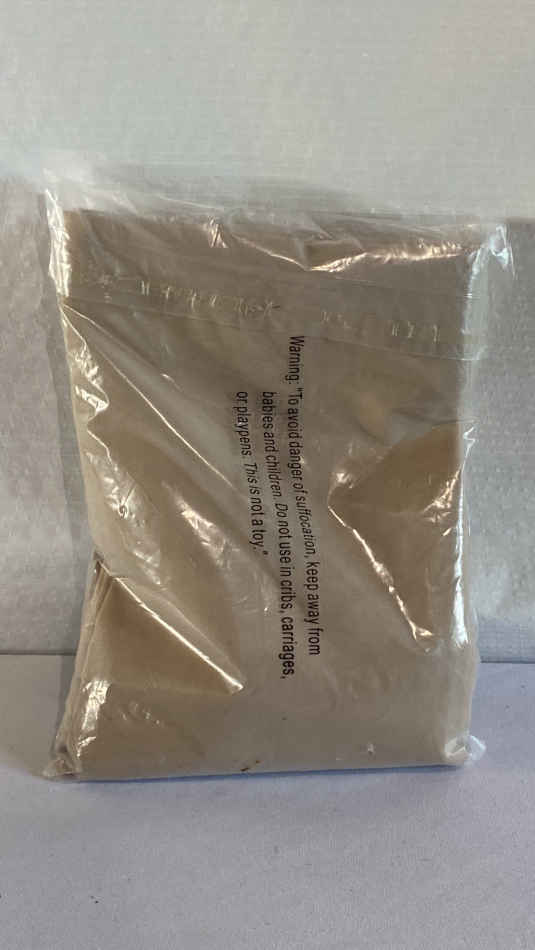 Warning: "To avoid danger of suffocation, keep away from
babies and children. Do not use in cribs, carriages,
or playpens. This is not a toy."